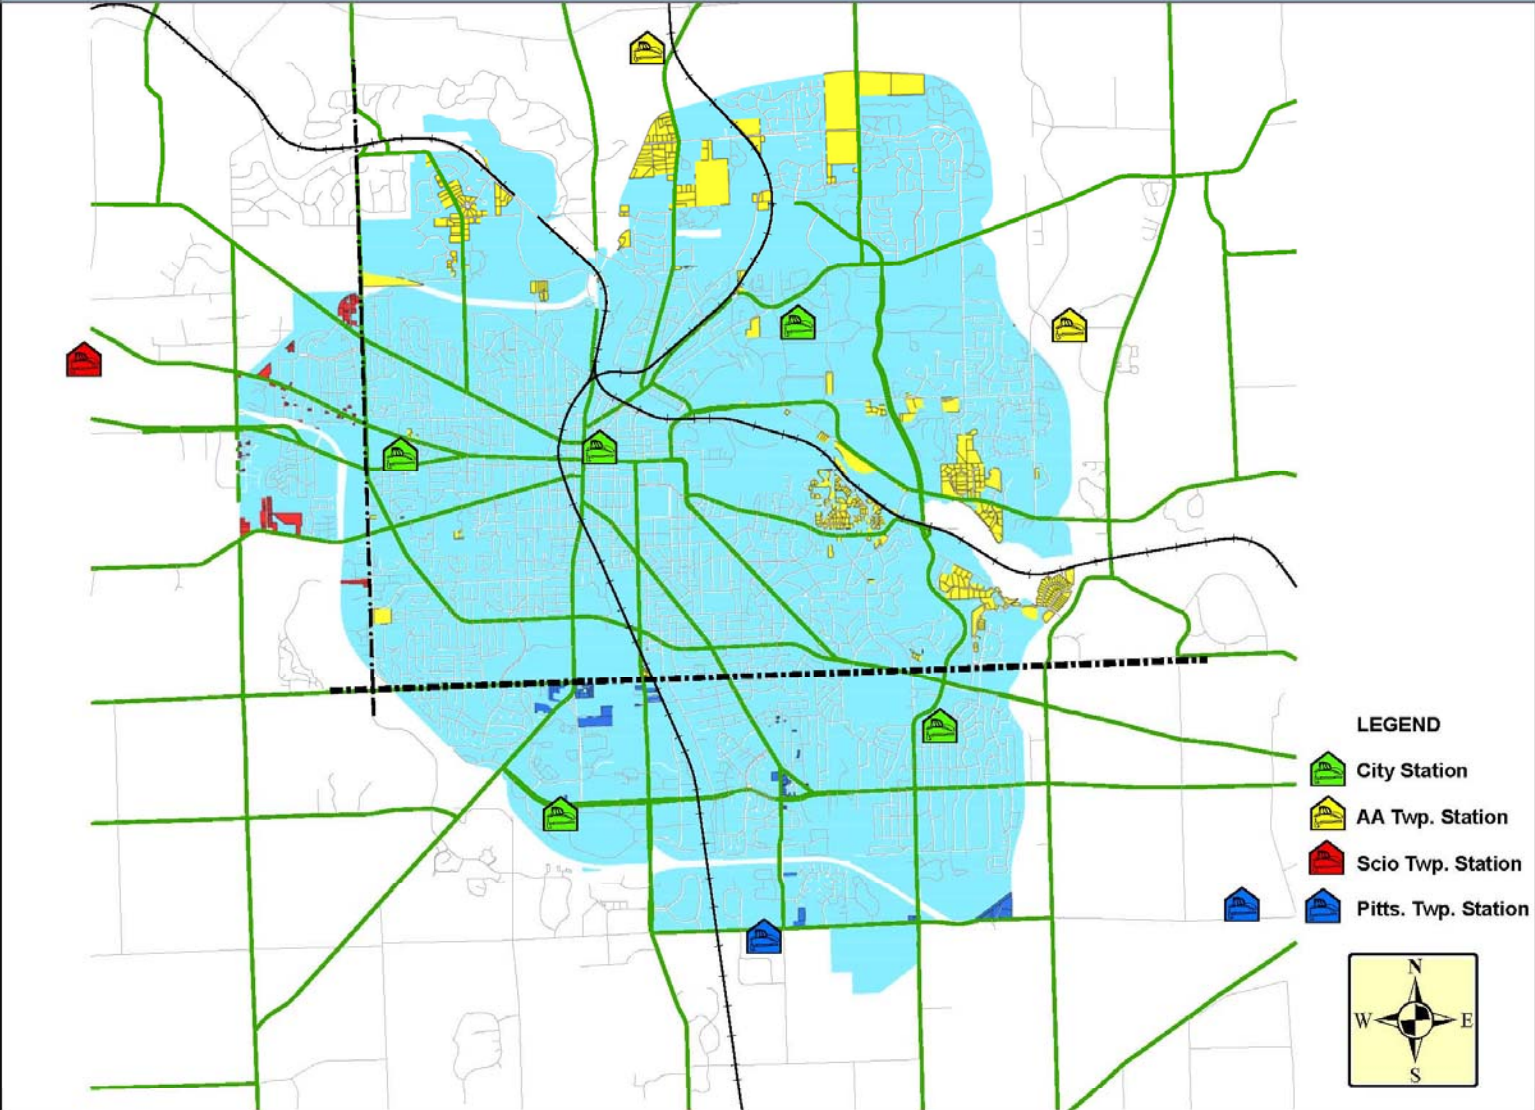 LEGEND
City Station
AA Twp. Station
Scio Twp. Station
Pitts. Twp. Station
N
W E
S